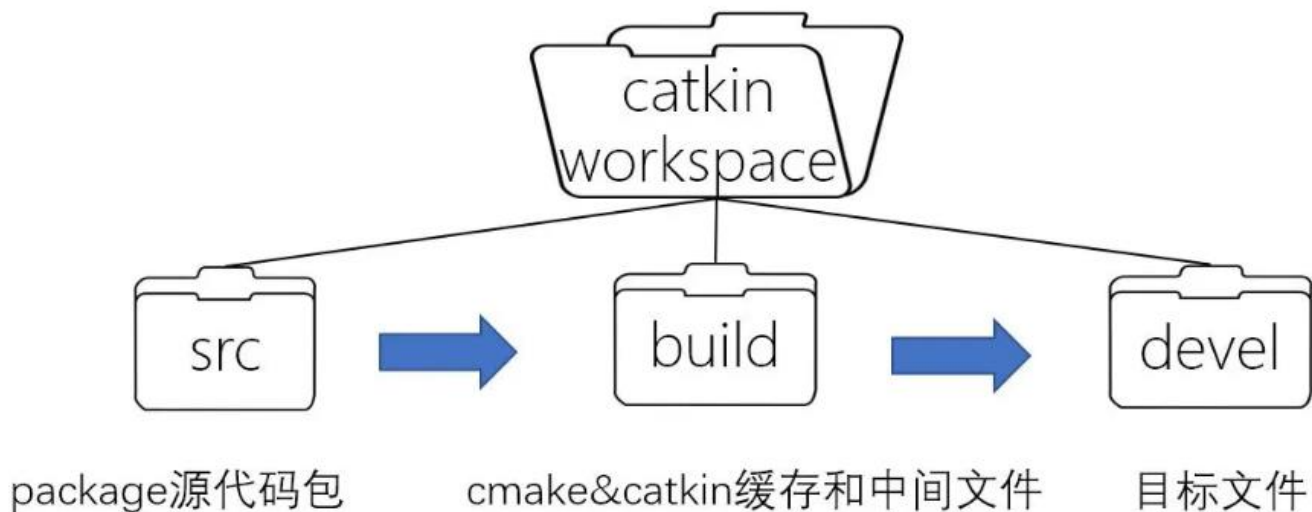 catkin
workspace
src
build
devel
package源代码包
cmake&catkin缓存和中间文件
目标文件